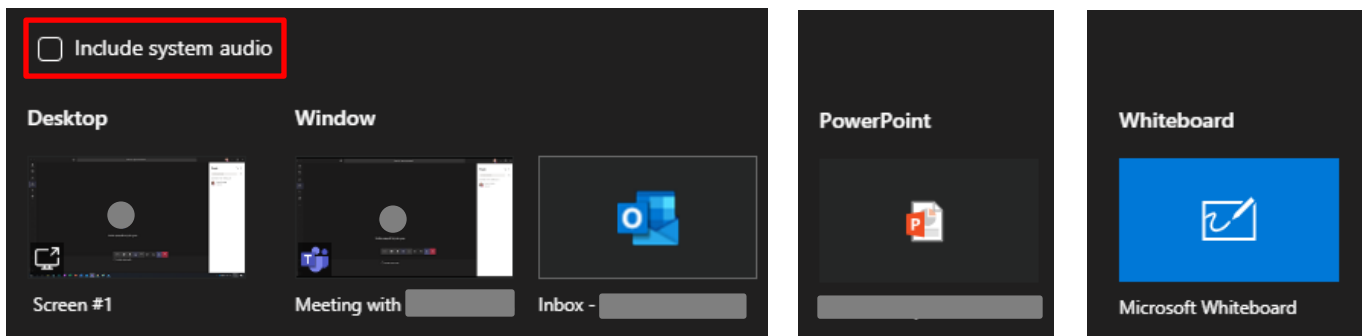 Include system audio
Desktop
Window
PowerPoint
Whiteboard
Screen #1
Meeting with
Inbox -
Microsoft Whiteboard